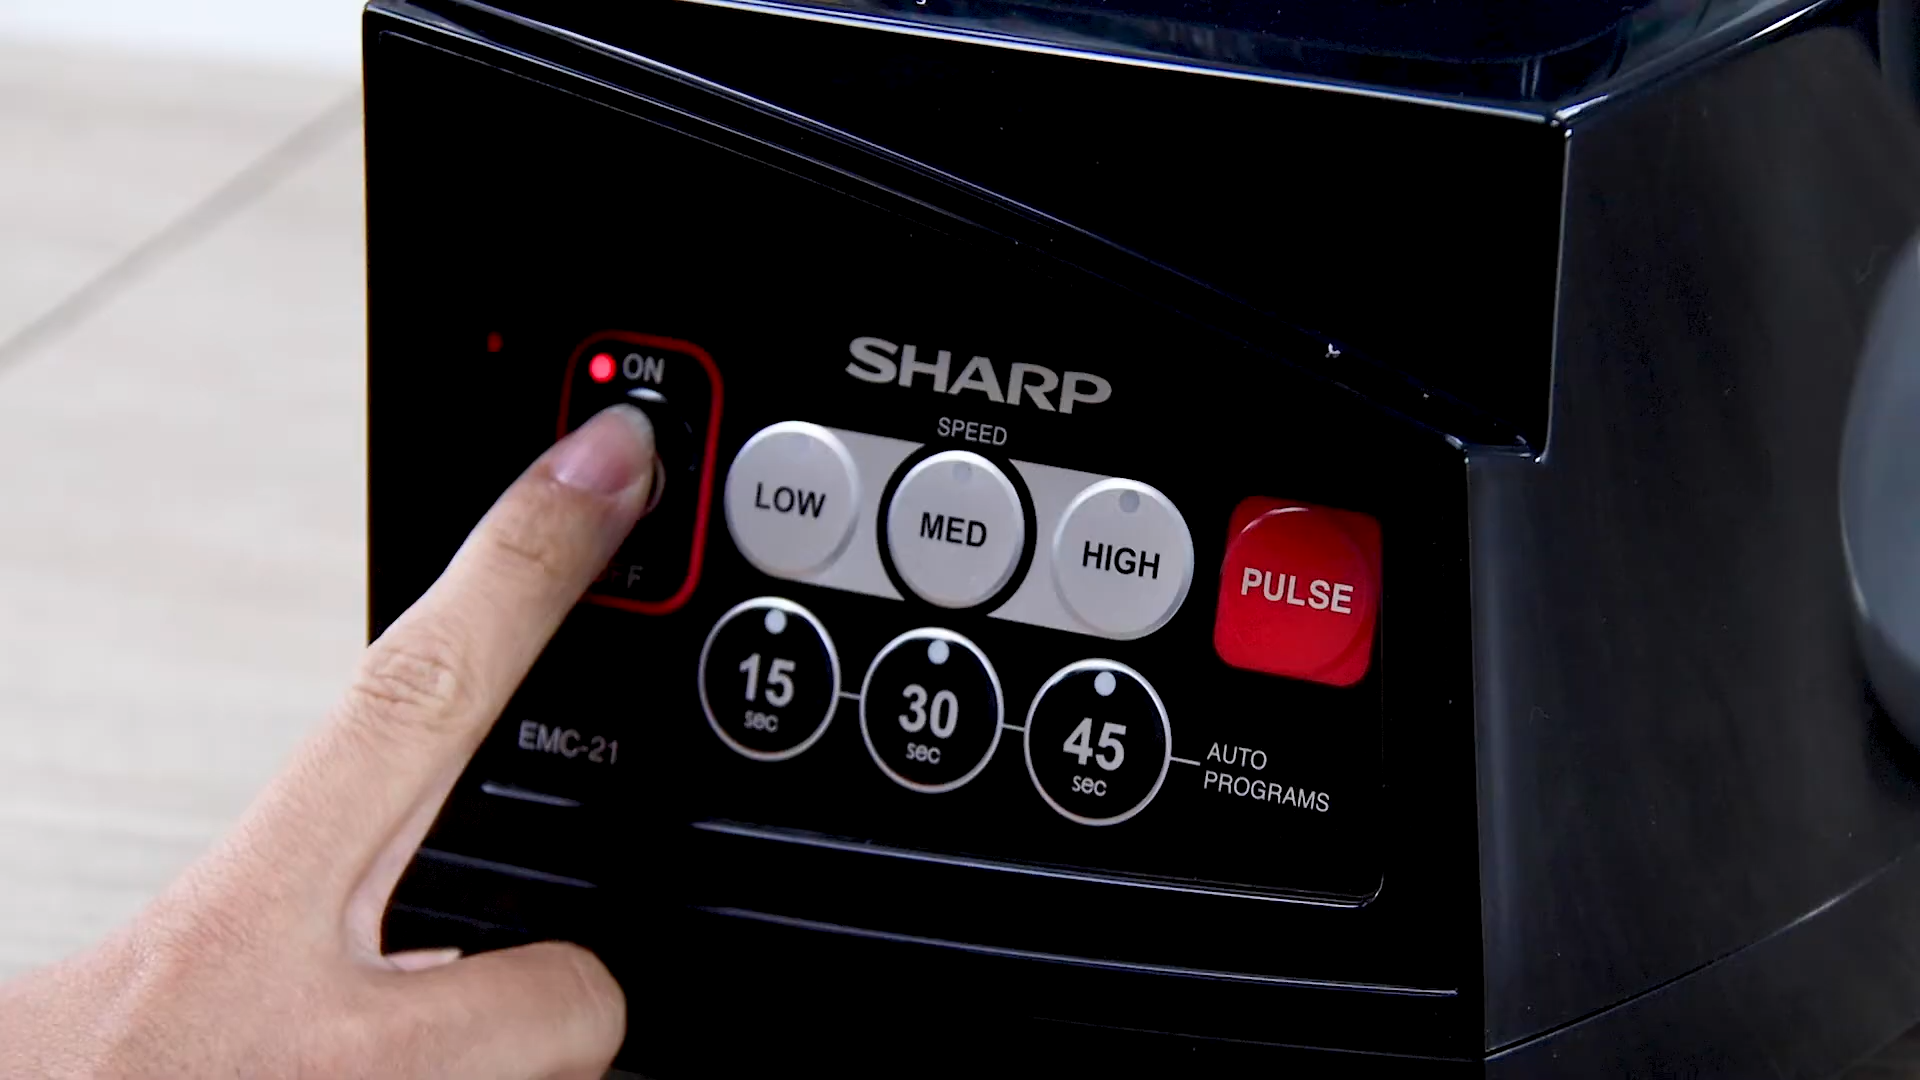 ON
SHARP
SPEED
LOW
MED
HIGH
PULSE
15
sec
30
sec
45
sec
AUTO
PROGRAMS
EMC-21